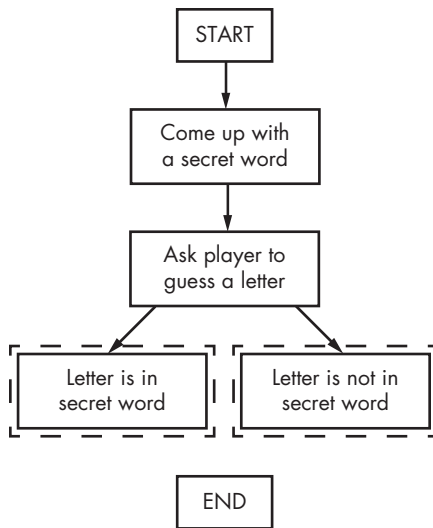 START
Come up with
a secret word
Ask player to
guess a letter
Letter is in
secret word
Letter is not in
secret word
END